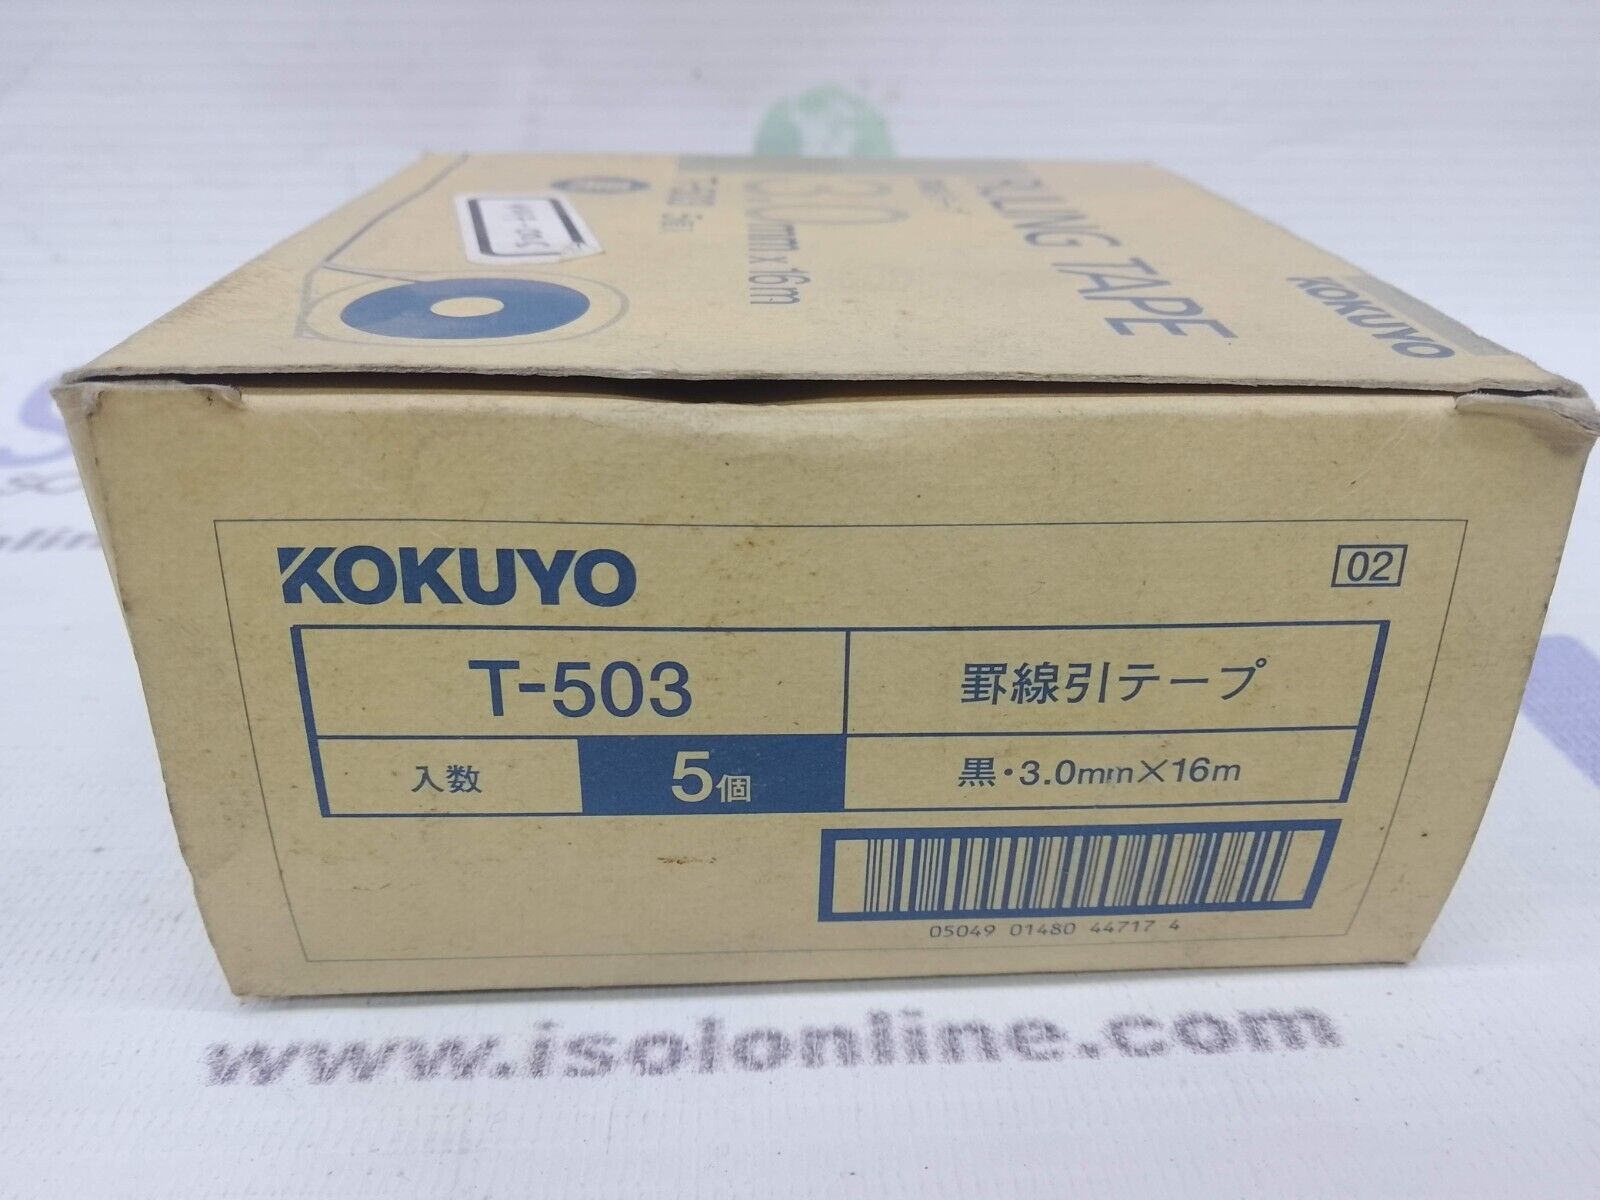 KOKUYO
RULING TAPE
3.0mm x 16m
T-503
KOKUYO
02
T-503
罫線引テープ
入数
5個
黒・3.0mm×16m
05049 01480 44717 4
www.isolonline.com